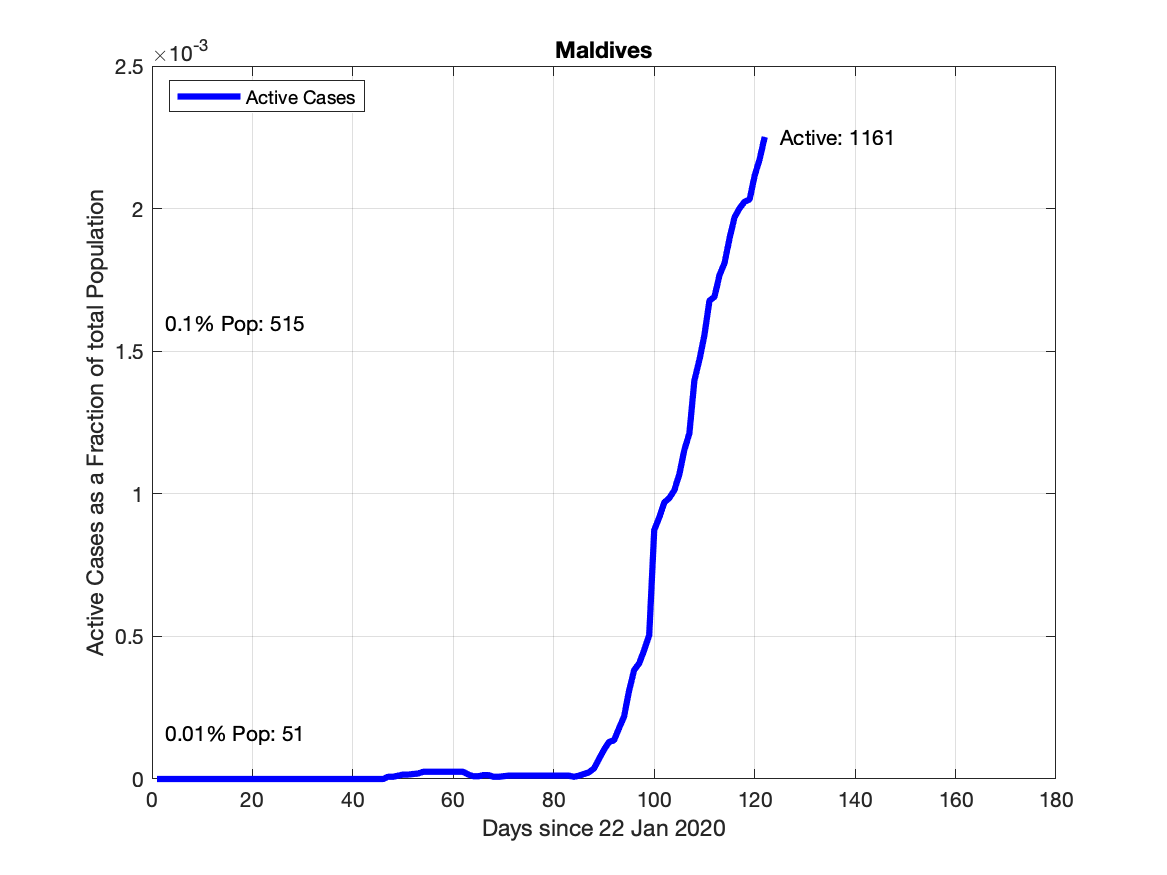 Maldives
×10-3
2.5
2
1.5
1
0.5
0
Active Cases
Active: 1161
0.1% Pop: 515
0.01% Pop: 51
Active Cases as a Fraction of total Population
0 20 40 60 80 100 120 140 160 180
Days since 22 Jan 2020